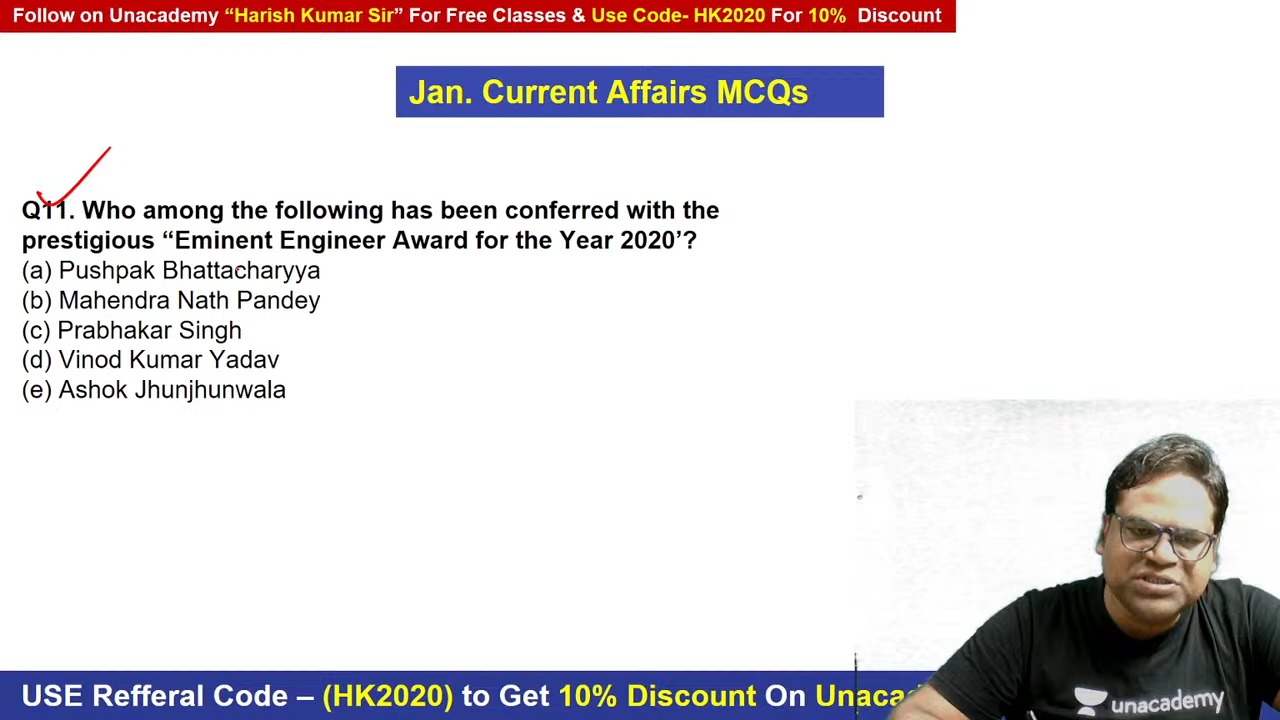 Follow on Unacademy “Harish Kumar Sir” For Free Classes & Use Code- HK2020 For 10% Discount
Jan. Current Affairs MCQs
Q11. Who among the following has been conferred with the
prestigious “Eminent Engineer Award for the Year 2020’?
(a) Pushpak Bhattacharyya
(b) Mahendra Nath Pandey
(c) Prabhakar Singh
(d) Vinod Kumar Yadav
(e) Ashok Jhunjhunwala
USE Refferal Code – (HK2020) to Get 10% Discount On
unacademy